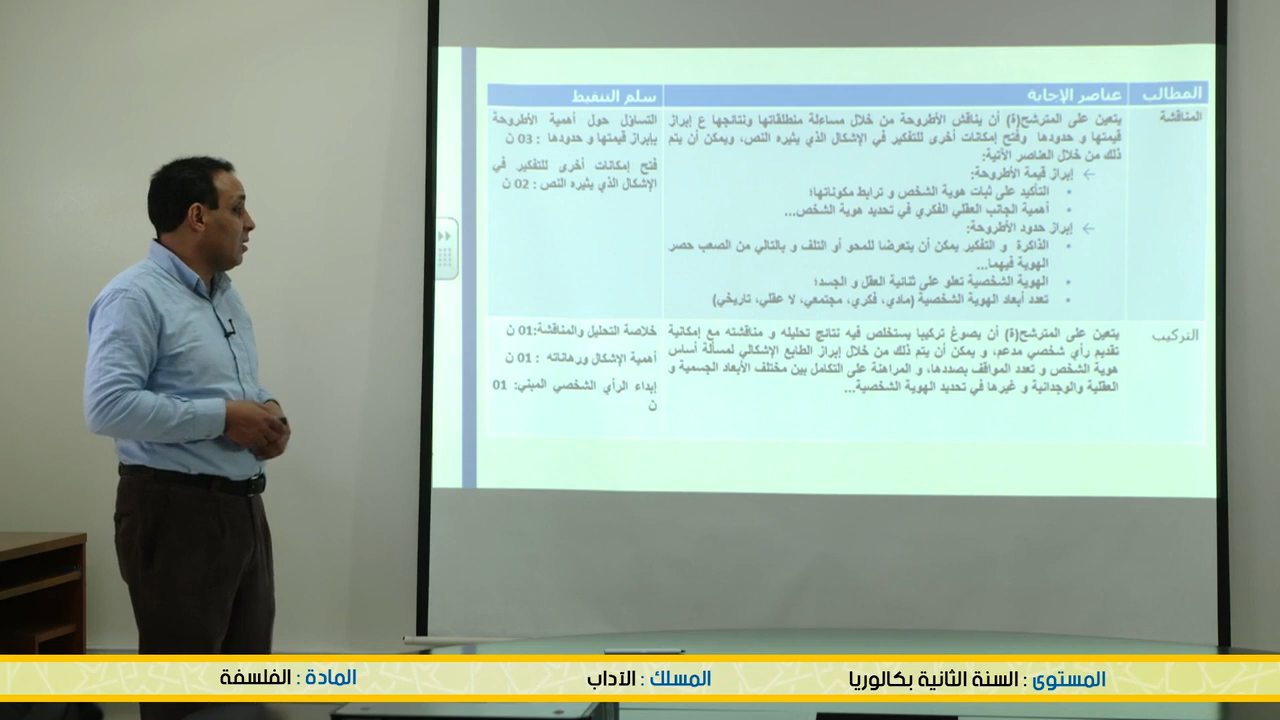 المطالب عناصر الإجابة سلم التنقيط
المناقشة
يتعين على المترشح(ة) أن يناقش الأطروحة من خلال مساءلة منطلقاتها ونتائجها ع إبراز
قيمتها و حدودها وفتح إمكانات أخرى للتفكير في الإشكال الذي يثيره النص، ويمكن أن يتم
ذلك من خلال العناصر الآتية:
← إبراز قيمة الأطروحة:
• التأكيد على ثبات هوية الشخص و ترابط مكوناتها؛
• أهمية الجانب العقلي الفكري في تحديد هوية الشخص...
← إبراز حدود الأطروحة:
• الذاكرة و التفكير يمكن أن يتعرضا للمحو أو التلف و بالتالي من الصعب حصر
الهوية فيهما...
• الهوية الشخصية تعلو على ثنائية العقل و الجسد؛
• تعدد أبعاد الهوية الشخصية (مادي، فكري، مجتمعي، لا عقلي، تاريخي)
التساؤل حول أهمية الأطروحة
بإبراز قيمتها و حدودها : 03 ن
فتح إمكانات أخرى للتفكير في
الإشكال الذي يثيره النص : 02 ن
التركيب
يتعين على المترشح(ة) أن يصوغ تركيبا يستخلص فيه نتائج تحليله و مناقشته مع إمكانية
تقديم رأي شخصي مدعم، و يمكن أن يتم ذلك من خلال إبراز الطابع الإشكالي لمسألة أساس
هوية الشخص و تعدد المواقف بصددها، و المراهنة على التكامل بين مختلف الأبعاد الجسمية و
العقلية والوجدانية و غيرها في تحديد الهوية الشخصية...
خلاصة التحليل والمناقشة:01 ن
أهمية الإشكال ورهاناته : 01 ن
إبداء الرأي الشخصي المبني: 01
ن
المستوى : السنة الثانية بكالوريا
المسلك : الآداب
المادة : الفلسفة